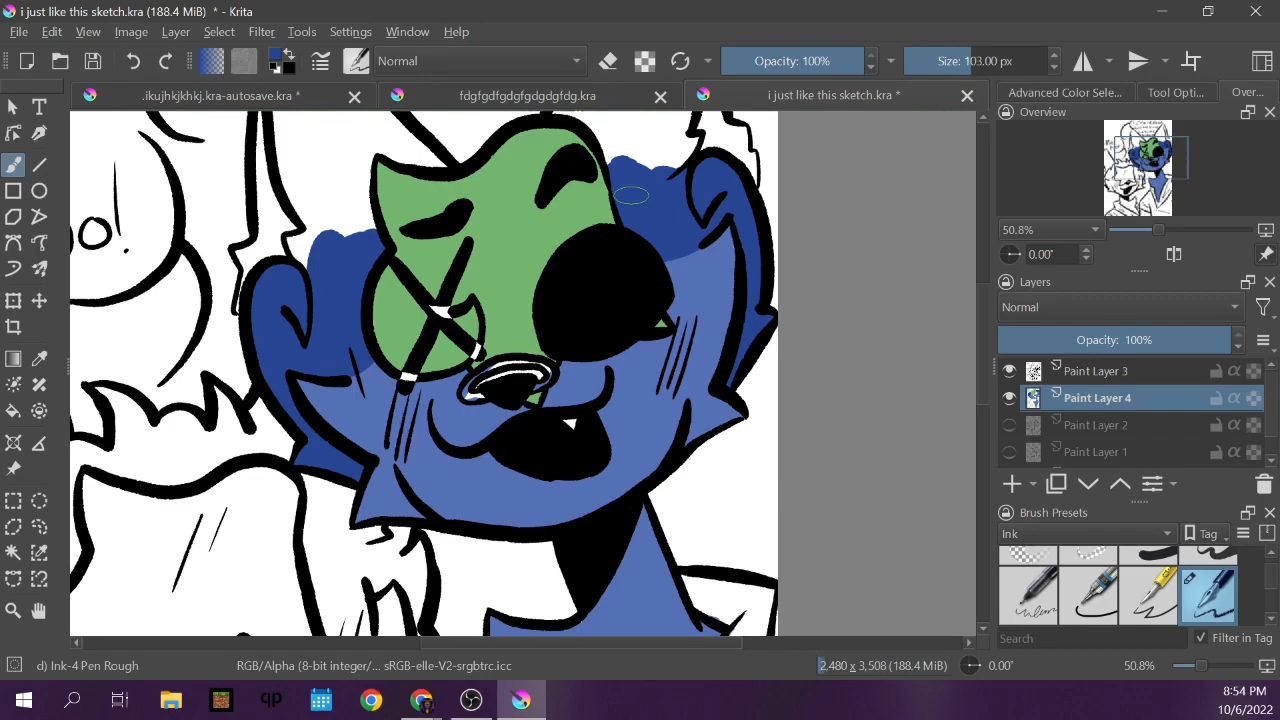 i just like this sketch.kra (188.4 MiB) * - Krita
File Edit View Image Layer Select Filter Tools Settings Window Help
Normal Opacity: 100% Size: 103.00 px
.ikujhkjkhkj.kra-autosave.kra * fdgfgdfgdgfgdgdgfdg.kra i just like this sketch.kra *
Advanced Color Sele... Tool Opti... Over...
Overview
50.8%
0.00°
Layers
Normal
Opacity: 100%
Paint Layer 3
Paint Layer 4
Paint Layer 2
Paint Layer 1
Brush Presets
Ink Tag
Search Filter in Tag
d) Ink-4 Pen Rough RGB/Alpha (8-bit integer/... sRGB-elle-V2-srgbtrc.icc 2,480 x 3,508 (188.4 MiB) 0.00° 50.8%
qp
8:54 PM
10/6/2022